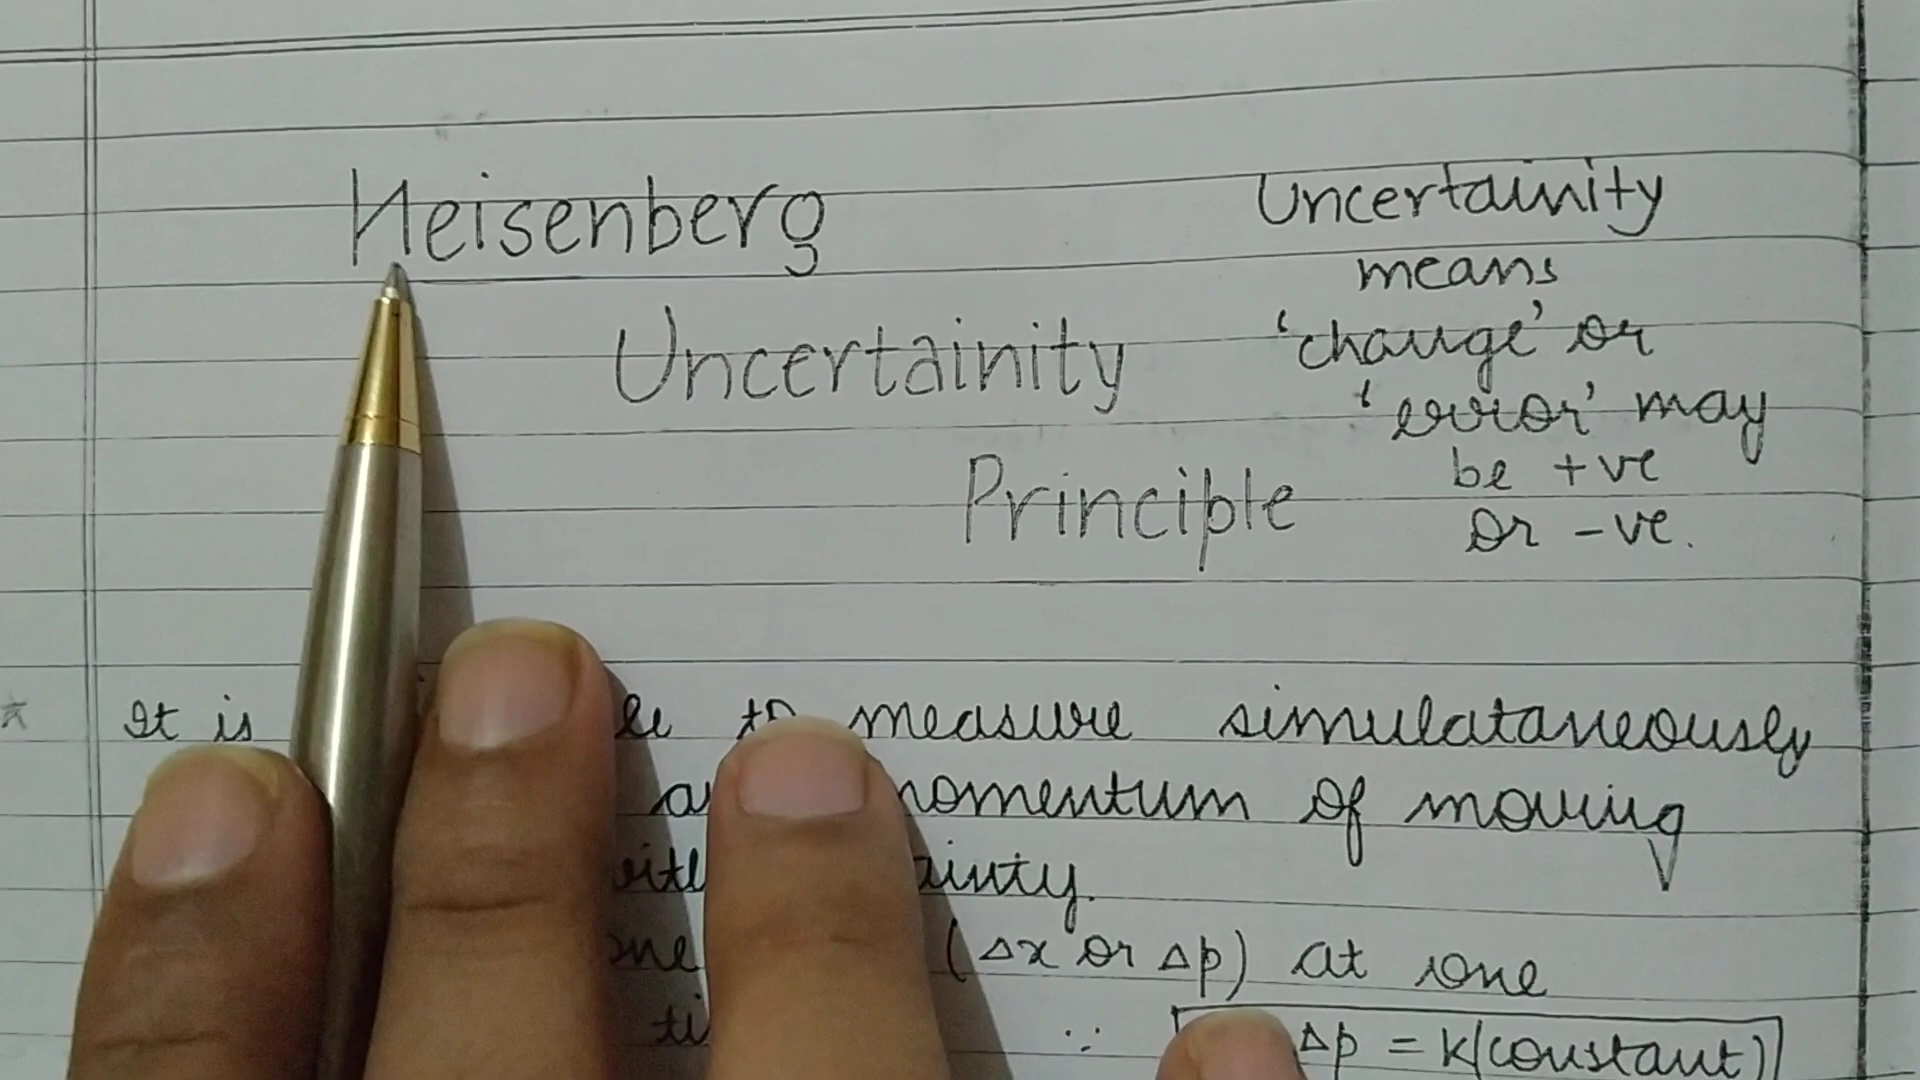 Heisenberg
Uncertainity
Principle
Uncertainity
means
'change' or
'error' may
be +ve
or -ve.
It is to measure simulataneously
momentum of moving
(Δx or Δp) at one
∴ Δp = K(constant)